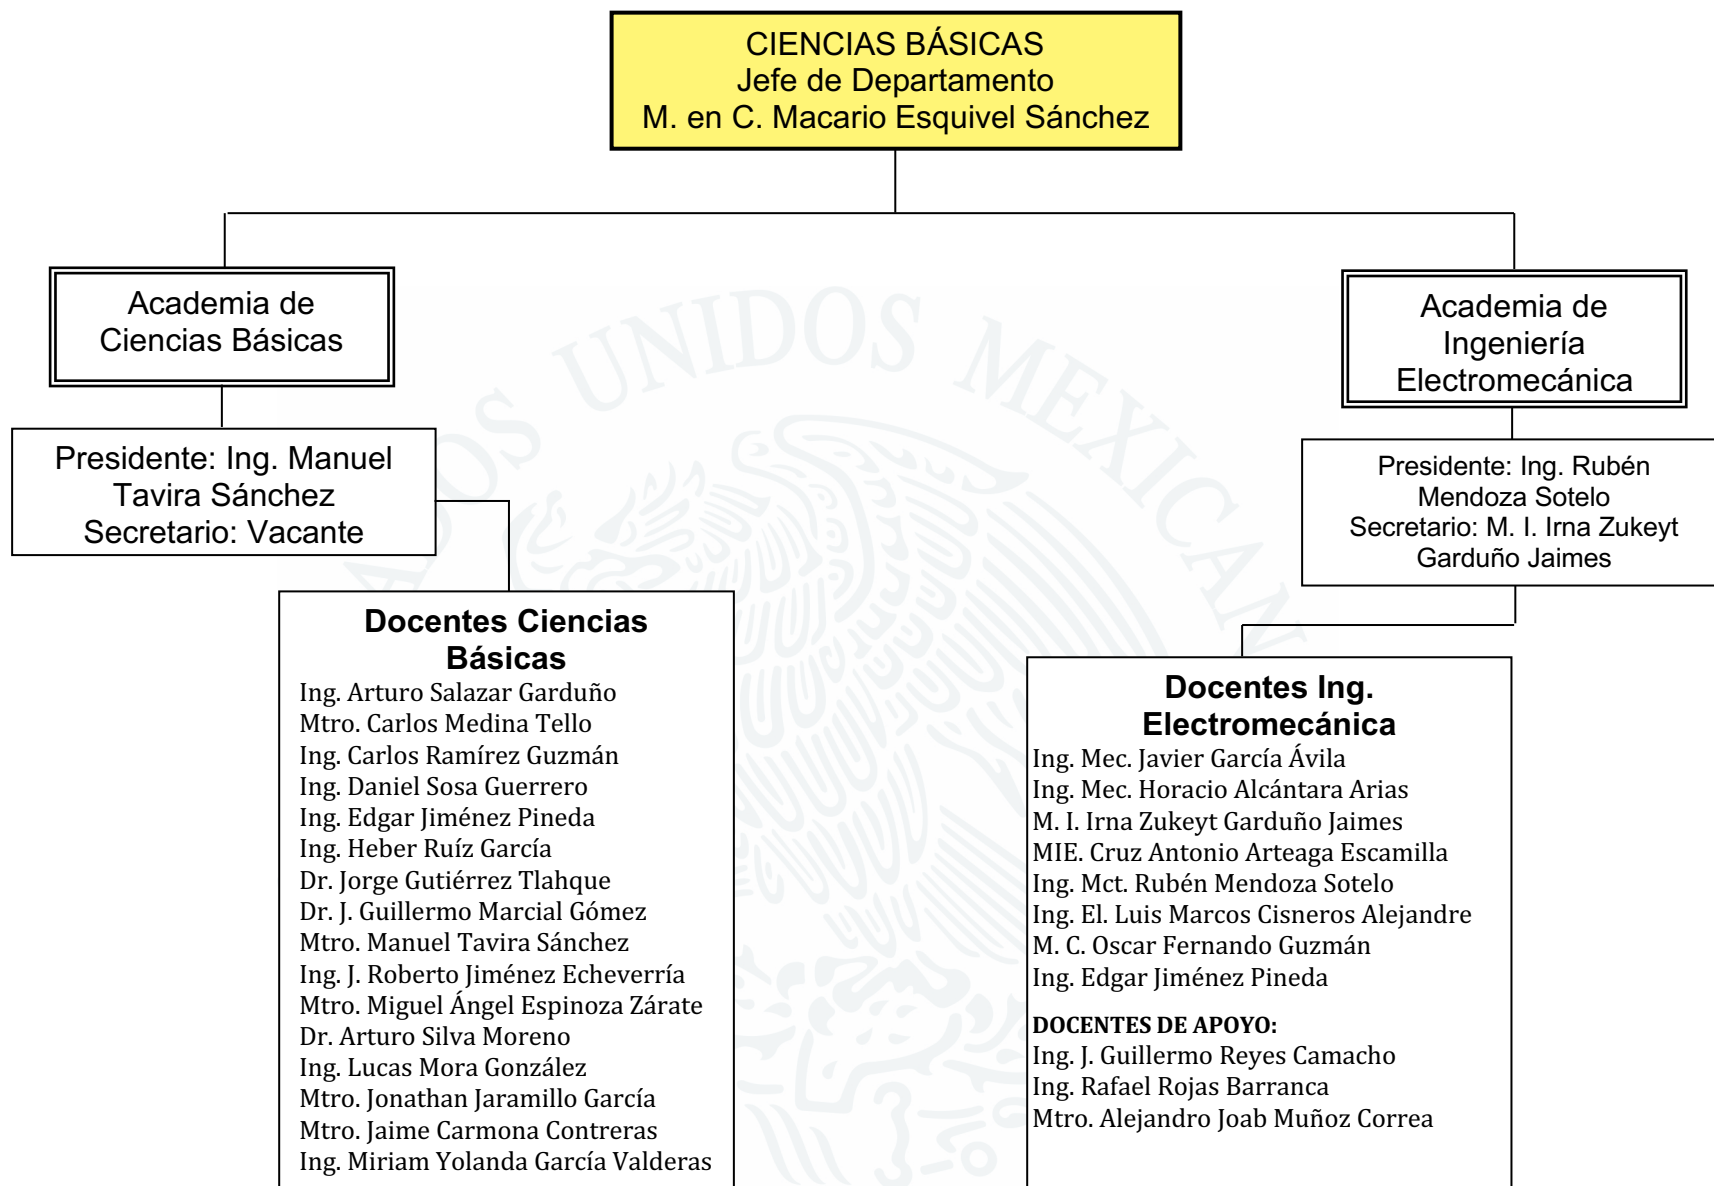 CIENCIAS BÁSICAS
Jefe de Departamento
M. en C. Macario Esquivel Sánchez
Academia de
Ciencias Básicas
Academia de
Ingeniería
Electromecánica
Presidente: Ing. Manuel
Tavira Sánchez
Secretario: Vacante
Presidente: Ing. Rubén
Mendoza Sotelo
Secretario: M. I. Irna Zukeyt
Garduño Jaimes
Docentes Ciencias
Básicas
Ing. Arturo Salazar Garduño
Mtro. Carlos Medina Tello
Ing. Carlos Ramírez Guzmán
Ing. Daniel Sosa Guerrero
Ing. Edgar Jiménez Pineda
Ing. Heber Ruíz García
Dr. Jorge Gutiérrez Tlahque
Dr. J. Guillermo Marcial Gómez
Mtro. Manuel Tavira Sánchez
Ing. J. Roberto Jiménez Echeverría
Mtro. Miguel Ángel Espinoza Zárate
Dr. Arturo Silva Moreno
Ing. Lucas Mora González
Mtro. Jonathan Jaramillo García
Mtro. Jaime Carmona Contreras
Ing. Miriam Yolanda García Valderas
Docentes Ing.
Electromecánica
Ing. Mec. Javier García Ávila
Ing. Mec. Horacio Alcántara Arias
M. I. Irna Zukeyt Garduño Jaimes
MIE. Cruz Antonio Arteaga Escamilla
Ing. Mct. Rubén Mendoza Sotelo
Ing. El. Luis Marcos Cisneros Alejandre
M. C. Oscar Fernando Guzmán
Ing. Edgar Jiménez Pineda
DOCENTES DE APOYO:
Ing. J. Guillermo Reyes Camacho
Ing. Rafael Rojas Barranca
Mtro. Alejandro Joab Muñoz Correa
UNIDOS